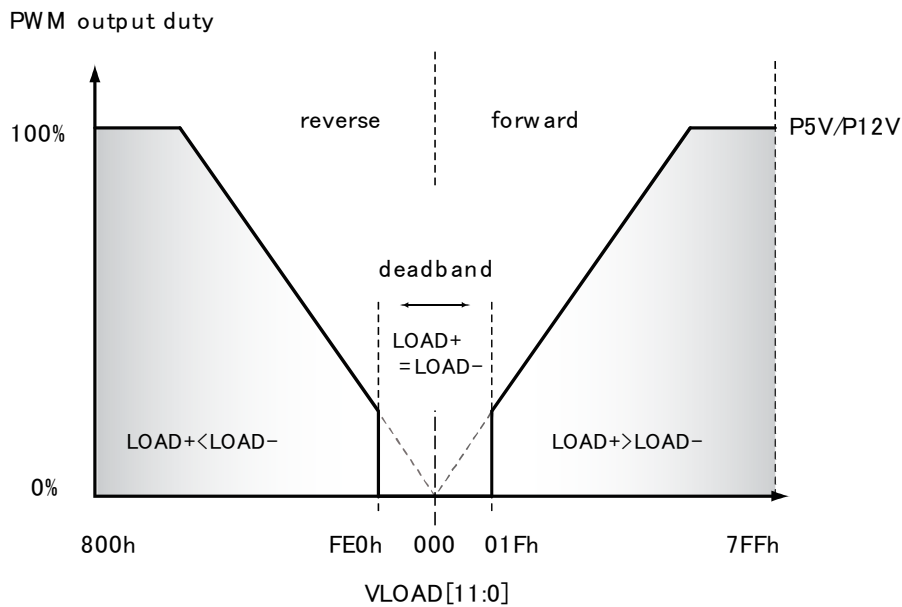 PWM output duty
reverse
forward
100%
P5V/P12V
deadband
LOAD+
=LOAD-
LOAD+<LOAD-
LOAD+>LOAD-
0%
800h
FE0h
000
01Fh
7FFh
VLOAD[11:0]